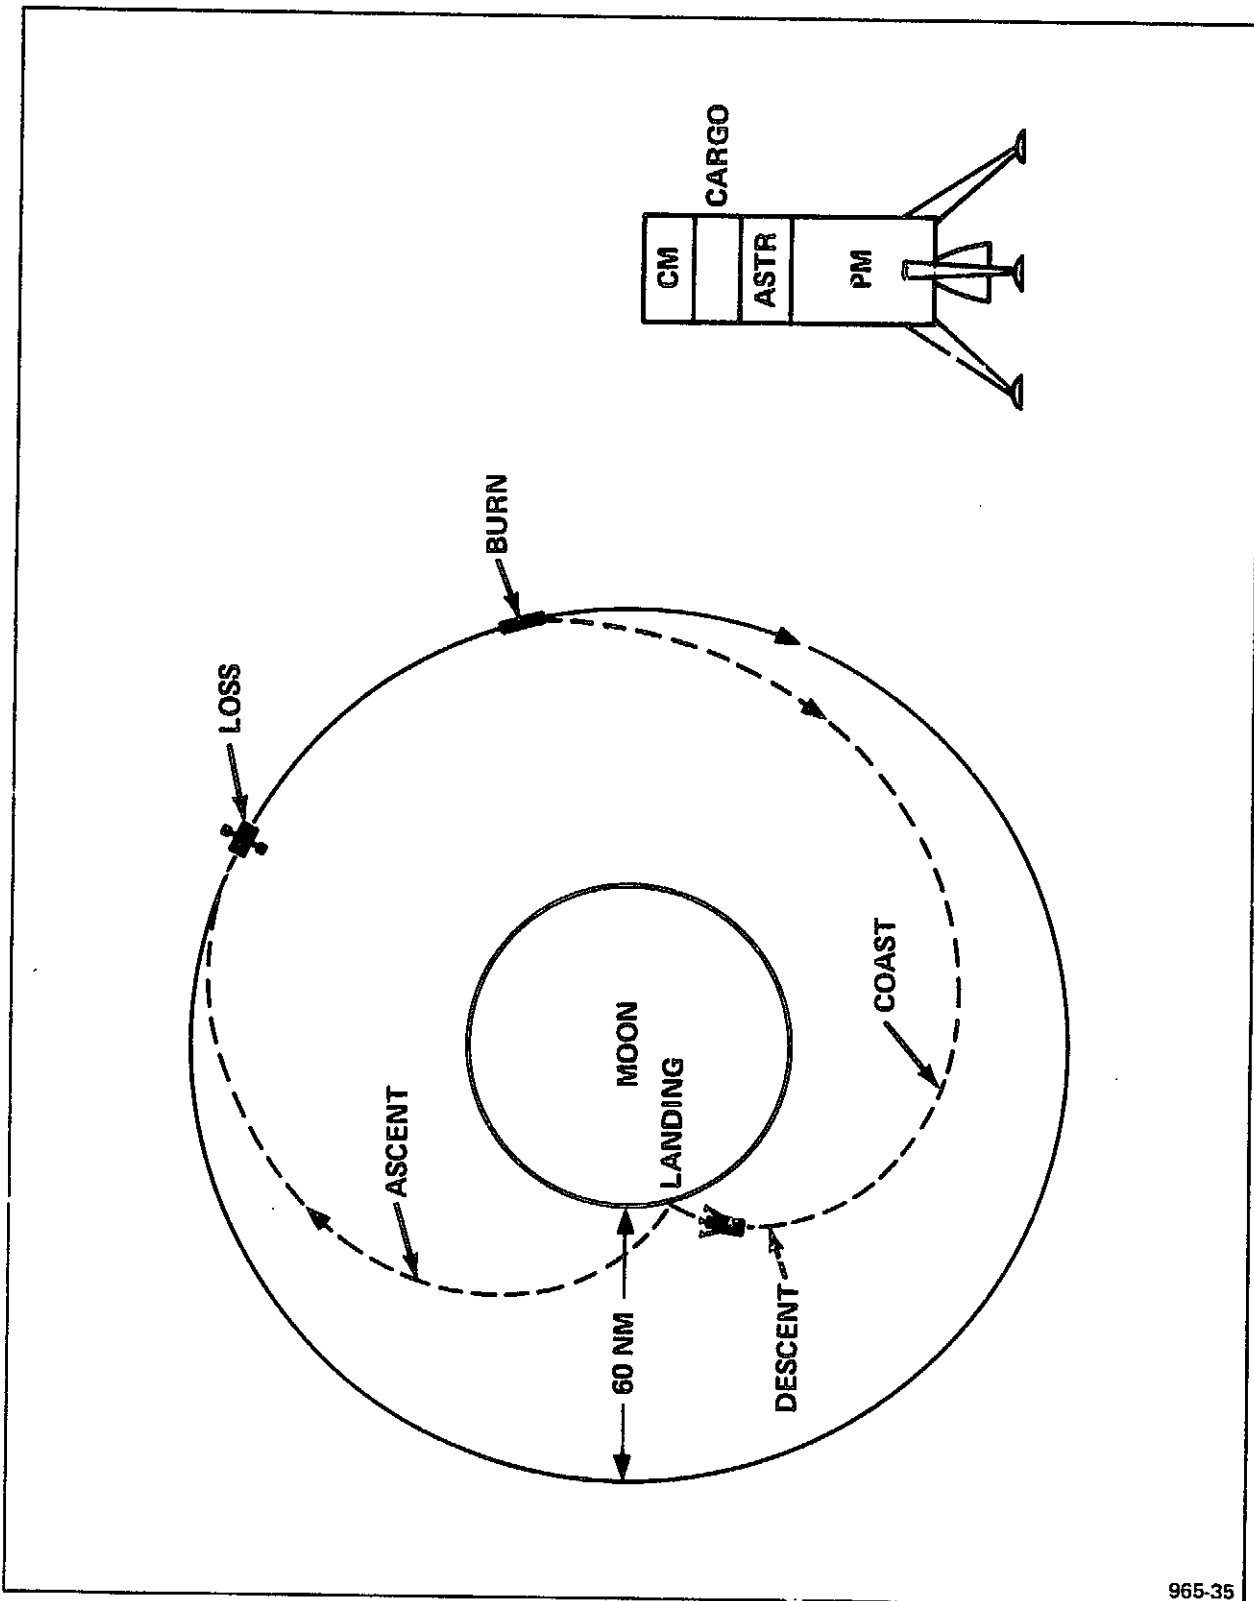 LOSS
BURN
ASCENT
MOON
LANDING
60 NM
COAST
DESCENT
CM
CARGO
ASTR
PM
965-35